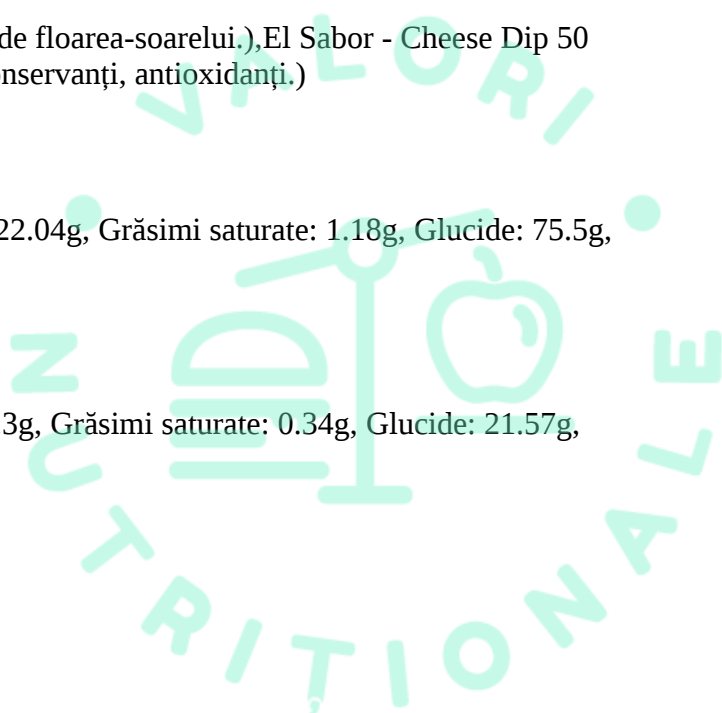 de floarea-soarelui.),El Sabor - Cheese Dip 50
nservanți, antioxidanți.)
22.04g, Grăsimi saturate: 1.18g, Glucide: 75.5g,
3g, Grăsimi saturate: 0.34g, Glucide: 21.57g,
VALORI
NUTRIȚIONALE